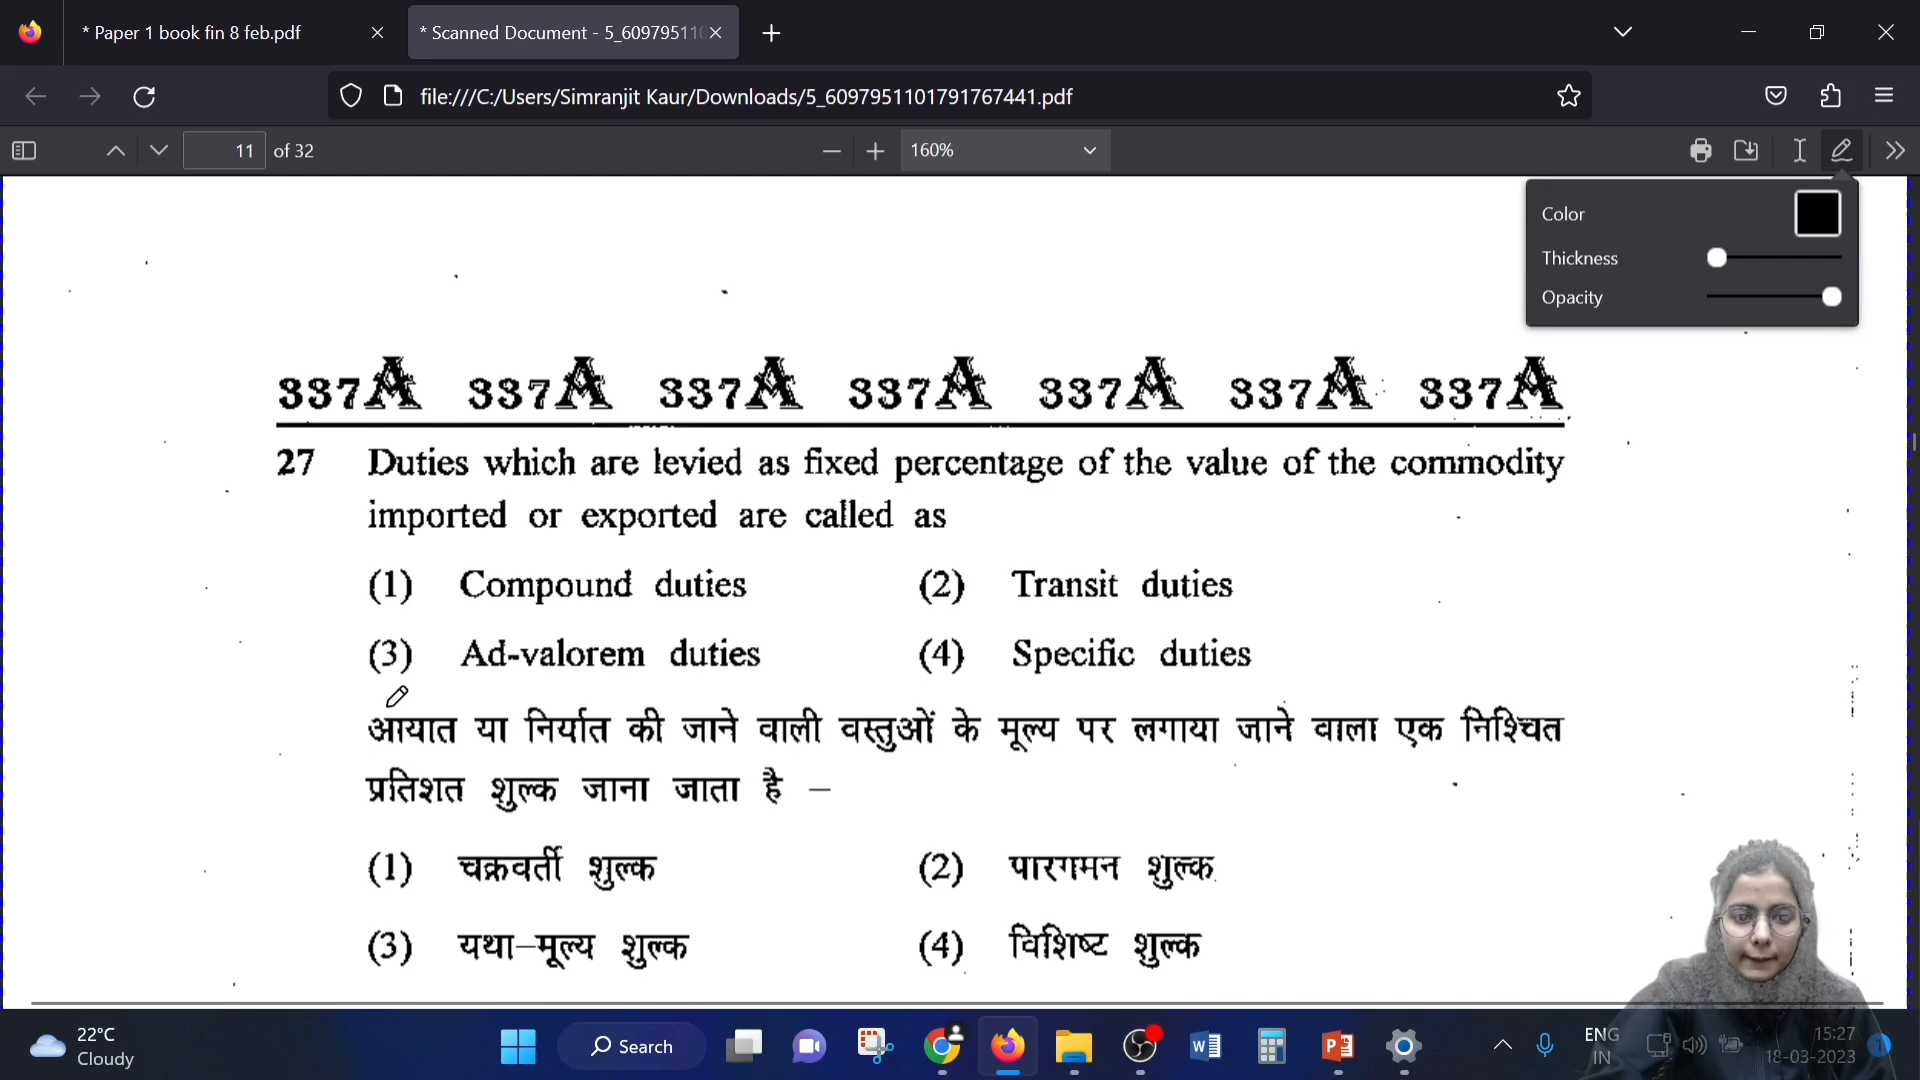 * Paper 1 book fin 8 feb.pdf
* Scanned Document - 5_60979511
file:///C:/Users/Simranjit Kaur/Downloads/5_6097951101791767441.pdf
11 of 32
160%
Color
Thickness
Opacity
337A 337A 337A 337A 337A 337A 337A
27 Duties which are levied as fixed percentage of the value of the commodity
imported or exported are called as
(1) Compound duties (2) Transit duties
(3) Ad-valorem duties (4) Specific duties
आयात या निर्यात की जाने वाली वस्तुओं के मूल्य पर लगाया जाने वाला एक निश्चित
प्रतिशत शुल्क जाना जाता है –
(1) चक्रवर्ती शुल्क (2) पारगमन शुल्क
(3) यथा-मूल्य शुल्क (4) विशिष्ट शुल्क
22°C
Cloudy
Search
ENG
IN
15:27
18-03-2023
1